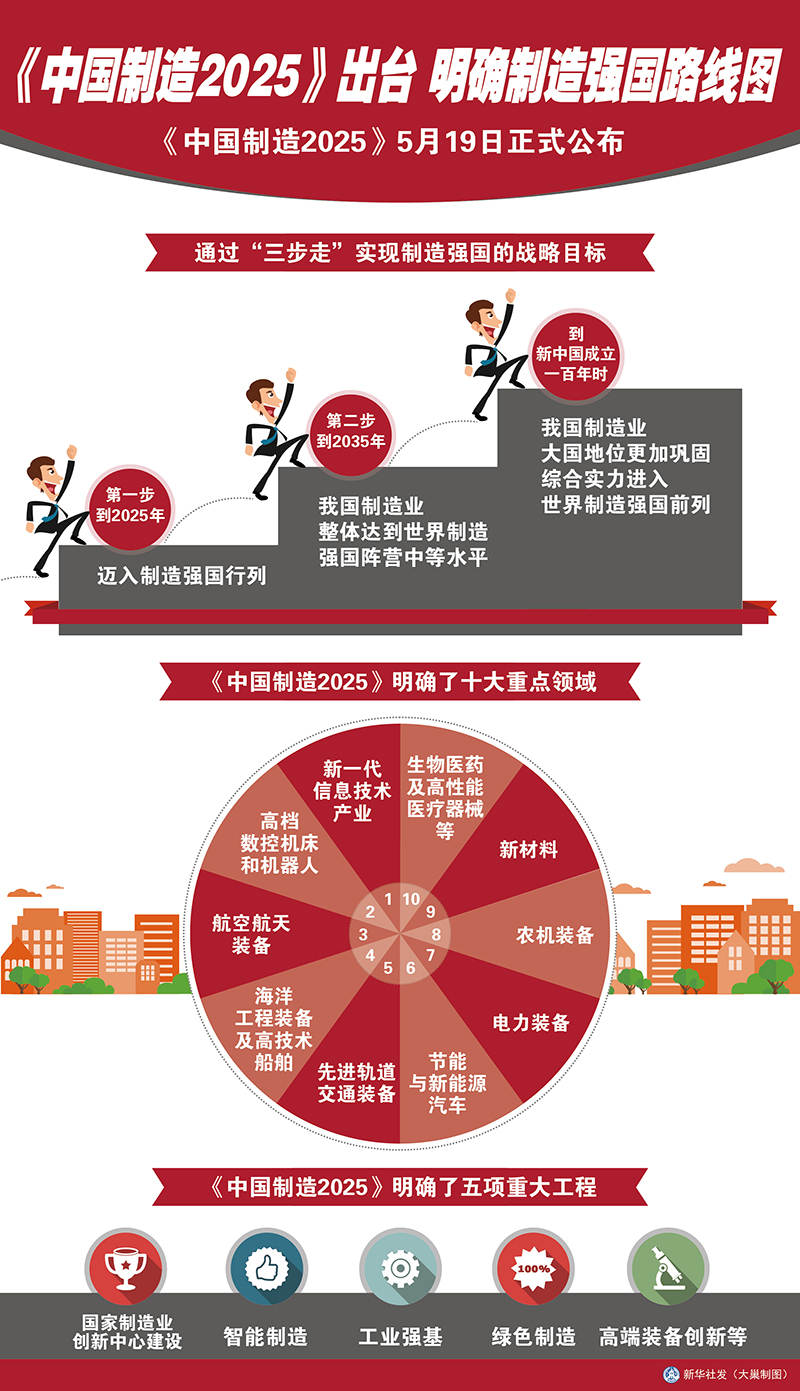 《中国制造2025》出台 明确制造强国路线图
《中国制造2025》5月19日正式公布
通过“三步走”实现制造强国的战略目标
第一步
到2025年
迈入制造强国行列
第二步
到2035年
我国制造业
整体达到世界制造
强国阵营中等水平
到
新中国成立
一百年时
我国制造业
大国地位更加巩固
综合实力进入
世界制造强国前列
《中国制造2025》明确了十大重点领域
1
新一代
信息技术
产业
2
高档
数控机床
和机器人
3
航空航天
装备
4
海洋
工程装备
及高技术
船舶
5
先进轨道
交通装备
6
节能
与新能源
汽车
7
电力装备
8
农机装备
9
新材料
10
生物医药
及高性能
医疗器械
等
《中国制造2025》明确了五项重大工程
国家制造业
创新中心建设
智能制造
工业强基
100%
绿色制造
高端装备创新等
新华社发（大巢制图）